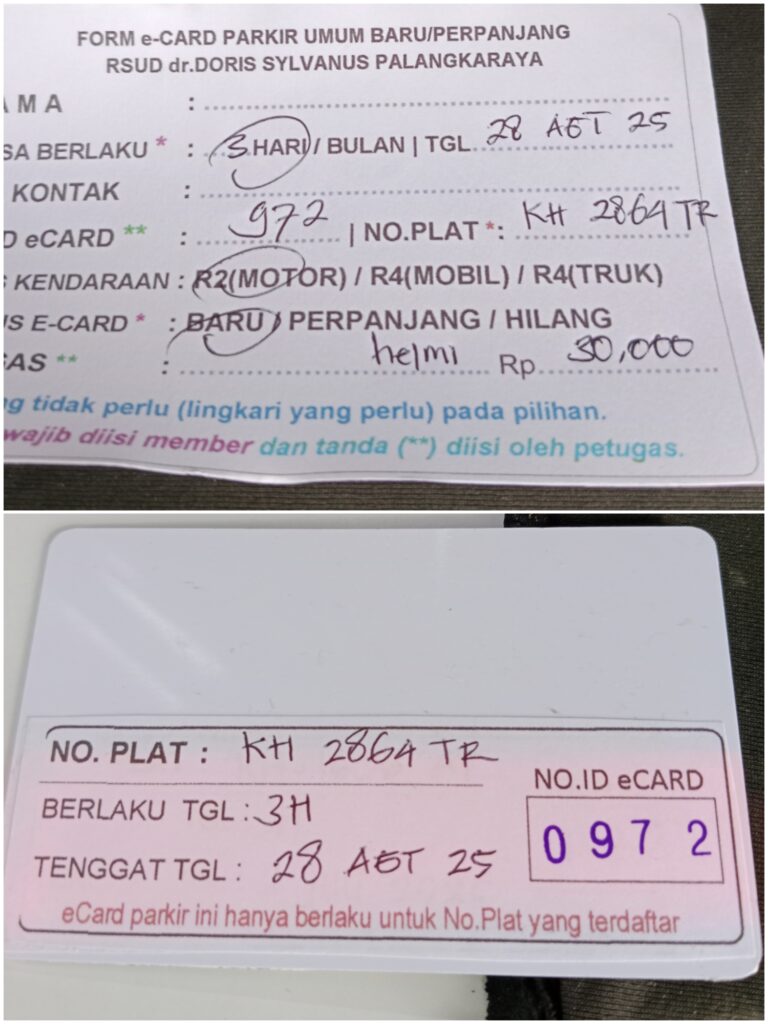 FORM e-CARD PARKIR UMUM BARU/PERPANJANG
RSUD dr.DORIS SYLVANUS PALANGKARAYA
AMA :
SA BERLAKU * : 3 HARI / BULAN | TGL 28 AGT 25
KONTAK :
D eCARD ** : 972 | NO.PLAT *: KH 2864 TR
KENDARAAN : R2(MOTOR) / R4(MOBIL) / R4(TRUK)
US E-CARD * : BARU / PERPANJANG / HILANG
GAS ** : helmi Rp 30,000
g tidak perlu (lingkari yang perlu) pada pilihan.
wajib diisi member dan tanda (**) diisi oleh petugas.
NO. PLAT : KH 2864 TR
BERLAKU TGL : 3H
TENGGAT TGL : 28 AGT 25
NO.ID eCARD
0972
eCard parkir ini hanya berlaku untuk No.Plat yang terdaftar